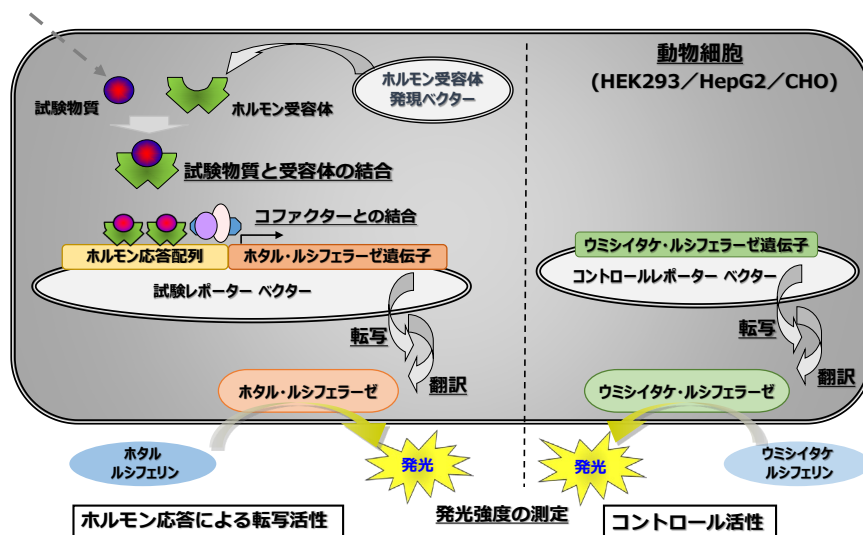 動物細胞
(HEK293／HepG2／CHO)
ホルモン受容体
発現ベクター
試験物質
ホルモン受容体
試験物質と受容体の結合
コファクターとの結合
ホルモン応答配列
ホタル・ルシフェラーゼ遺伝子
試験レポーター ベクター
転写
翻訳
ホタル・ルシフェラーゼ
ホタル
ルシフェリン
発光
ホルモン応答による転写活性
発光強度の測定
ウミシイタケ・ルシフェラーゼ遺伝子
コントロールレポーター ベクター
転写
翻訳
ウミシイタケ・ルシフェラーゼ
発光
ウミシイタケ
ルシフェリン
コントロール活性